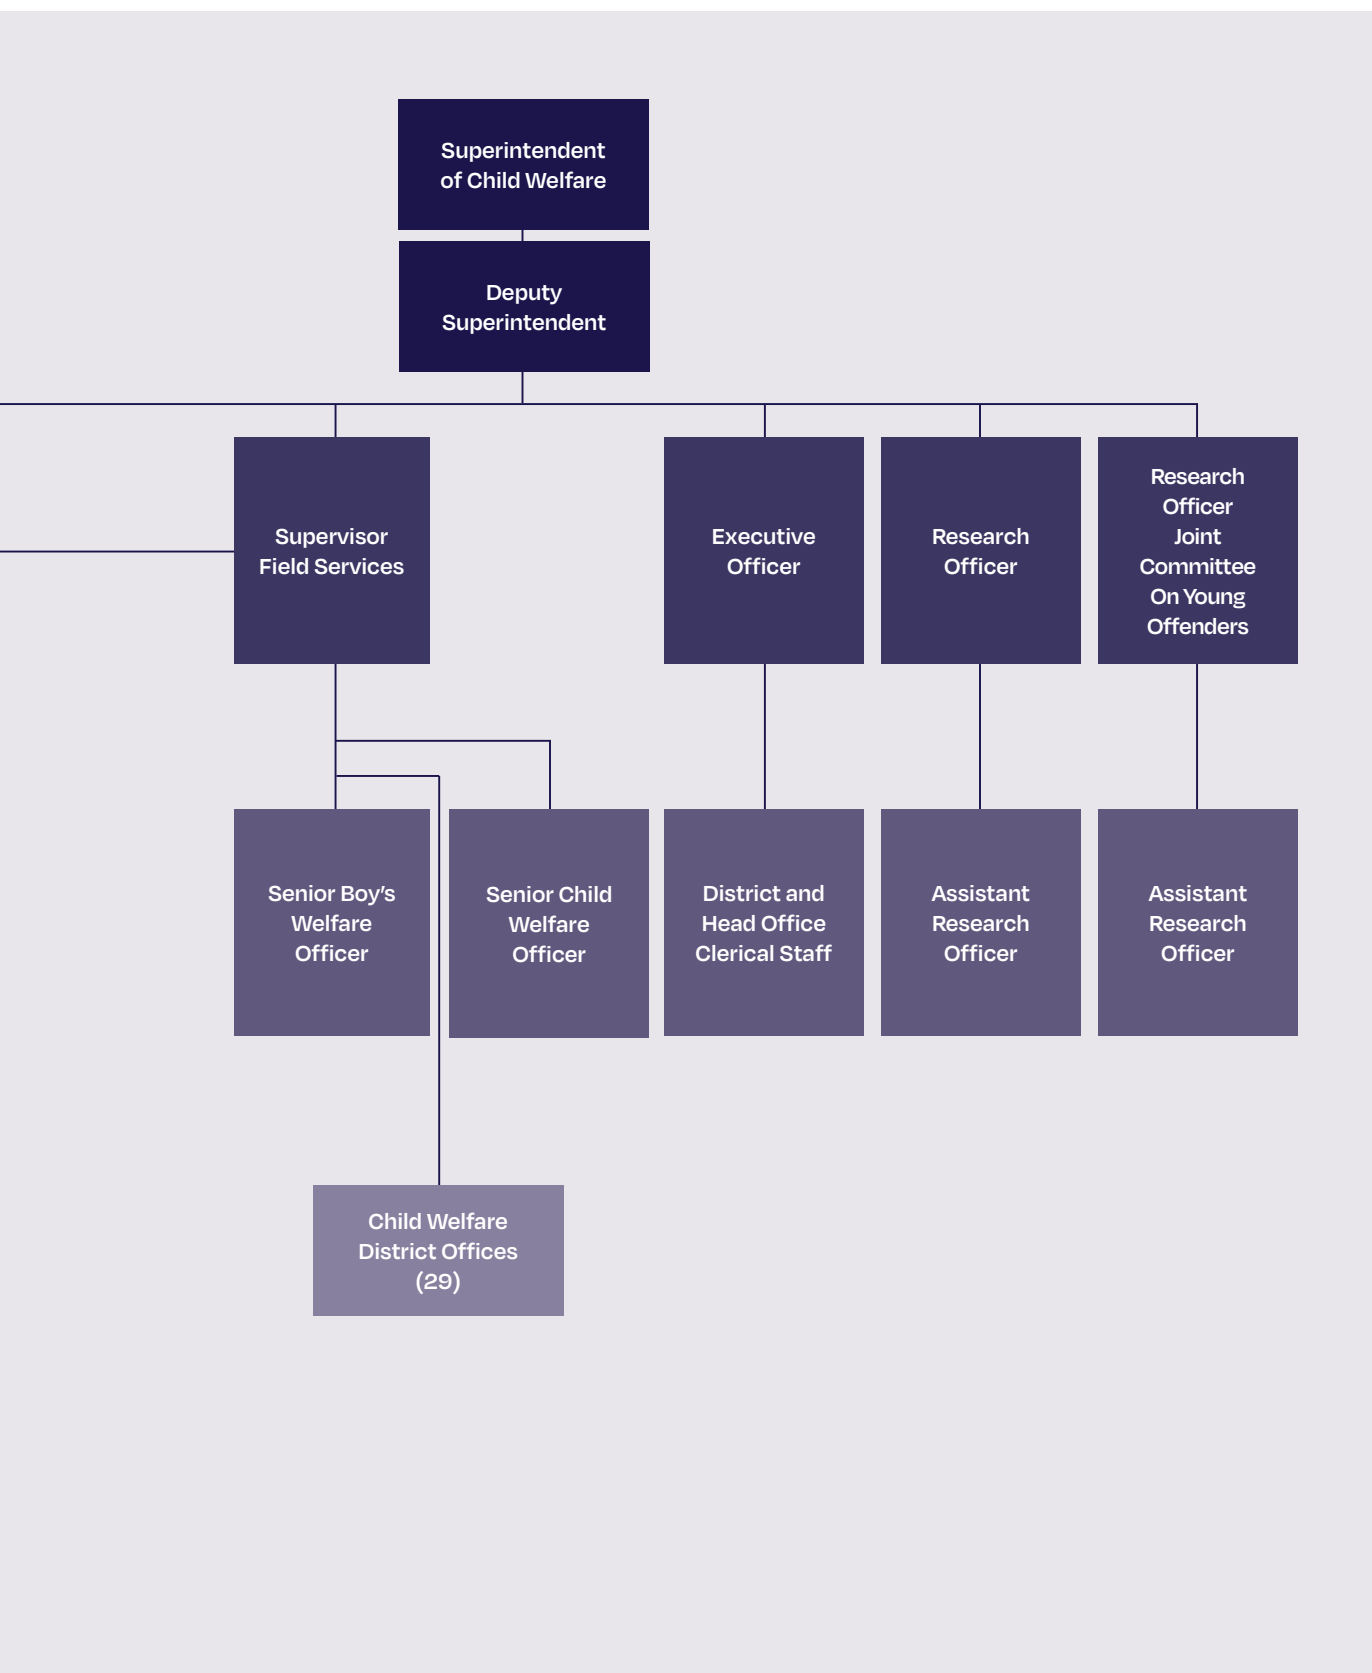 Superintendent
of Child Welfare
Deputy
Superintendent
Supervisor
Field Services
Executive
Officer
Research
Officer
Research
Officer
Joint
Committee
On Young
Offenders
Senior Boy’s
Welfare
Officer
Senior Child
Welfare
Officer
District and
Head Office
Clerical Staff
Assistant
Research
Officer
Assistant
Research
Officer
Child Welfare
District Offices
(29)